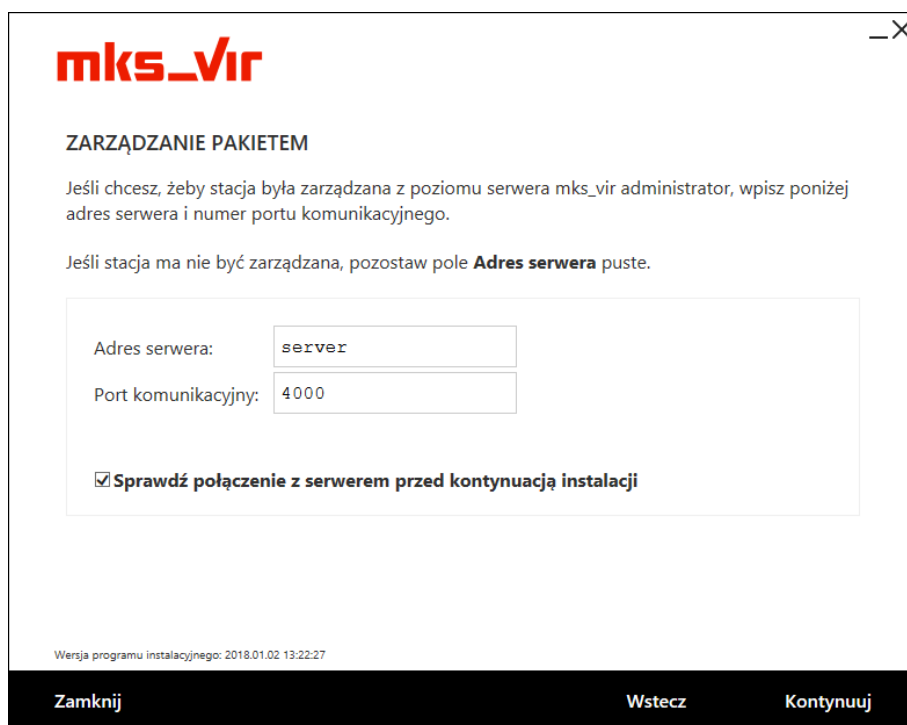 mks_vir
ZARZĄDZANIE PAKIETEM
Jeśli chcesz, żeby stacja była zarządzana z poziomu serwera mks_vir administrator, wpisz poniżej
adres serwera i numer portu komunikacyjnego.
Jeśli stacja ma nie być zarządzana, pozostaw pole Adres serwera puste.
Adres serwera: server
Port komunikacyjny: 4000
Sprawdź połączenie z serwerem przed kontynuacją instalacji
Wersja programu instalacyjnego: 2018.01.02 13:22:27
Zamknij Wstecz Kontynuuj